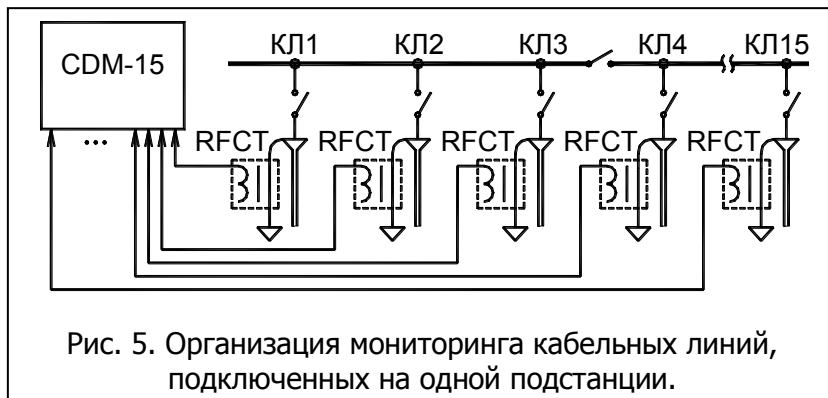 КЛ1 КЛ2 КЛ3 КЛ4 КЛ15
CDM-15
...
RFCT RFCT RFCT RFCT RFCT
Рис. 5. Организация мониторинга кабельных линий,
подключенных на одной подстанции.